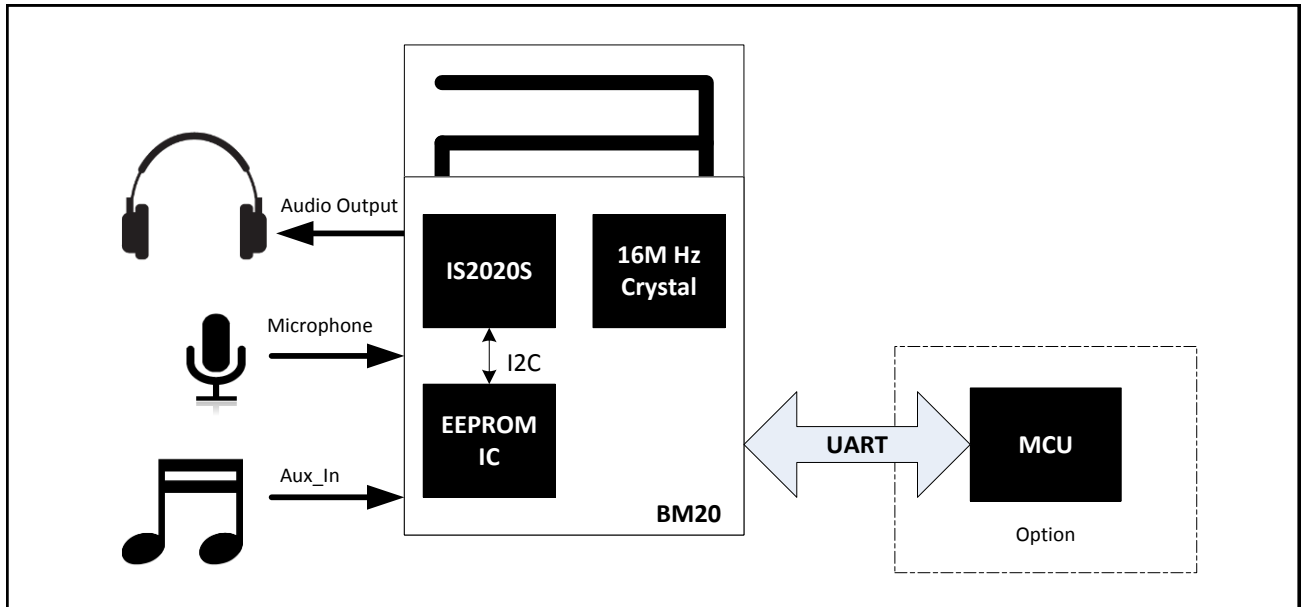 Audio Output
Microphone
Aux_In
IS2020S
16M Hz
Crystal
I2C
EEPROM
IC
BM20
UART
MCU
Option